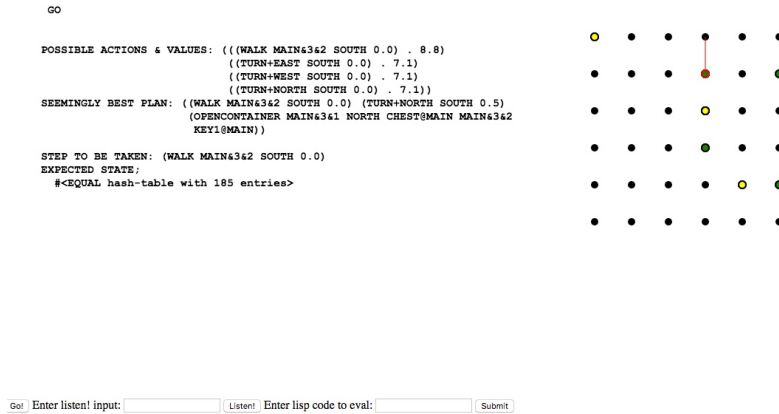 GO
POSSIBLE ACTIONS & VALUES: (((WALK MAIN&3&2 SOUTH 0.0) . 8.8)
((TURN+EAST SOUTH 0.0) . 7.1)
((TURN+WEST SOUTH 0.0) . 7.1)
((TURN+NORTH SOUTH 0.0) . 7.1))
SEEMINGLY BEST PLAN: ((WALK MAIN&3&2 SOUTH 0.0) (TURN+NORTH SOUTH 0.5)
(OPENCONTAINER MAIN&3&1 NORTH CHEST@MAIN MAIN&3&2
KEY1@MAIN))
STEP TO BE TAKEN: (WALK MAIN&3&2 SOUTH 0.0)
EXPECTED STATE;
#<EQUAL hash-table with 185 entries>
Go! Enter listen! input: Listen! Enter lisp code to eval: Submit